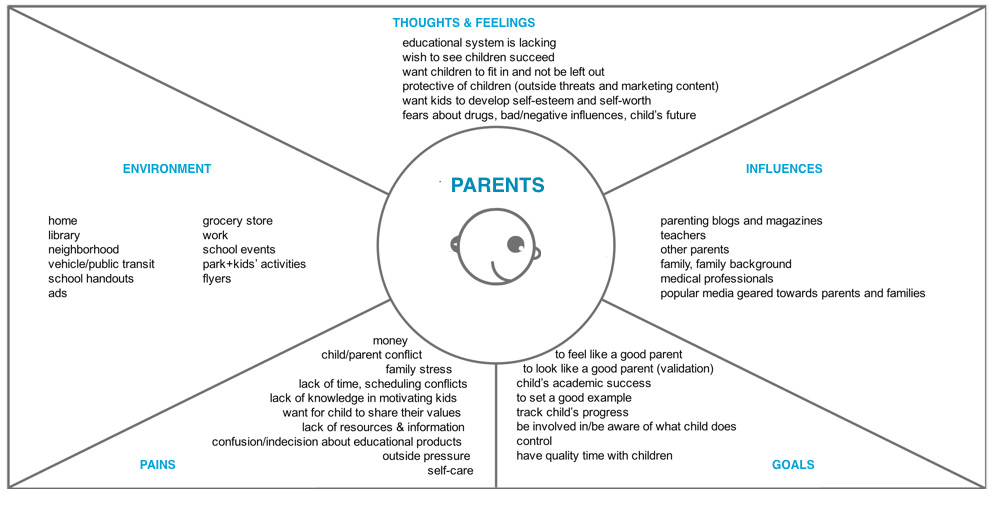 THOUGHTS & FEELINGS
educational system is lacking
wish to see children succeed
want children to fit in and not be left out
protective of children (outside threats and marketing content)
want kids to develop self-esteem and self-worth
fears about drugs, bad/negative influences, child's future
ENVIRONMENT
home
library
neighborhood
vehicle/public transit
school handouts
ads
grocery store
work
school events
park+kids' activities
flyers
PARENTS
INFLUENCES
parenting blogs and magazines
teachers
other parents
family, family background
medical professionals
popular media geared towards parents and families
money
child/parent conflict
family stress
lack of time, scheduling conflicts
lack of knowledge in motivating kids
want for child to share their values
lack of resources & information
confusion/indecision about educational products
outside pressure
self-care
PAINS
to feel like a good parent
to look like a good parent (validation)
child's academic success
to set a good example
track child's progress
be involved in/be aware of what child does
control
have quality time with children
GOALS